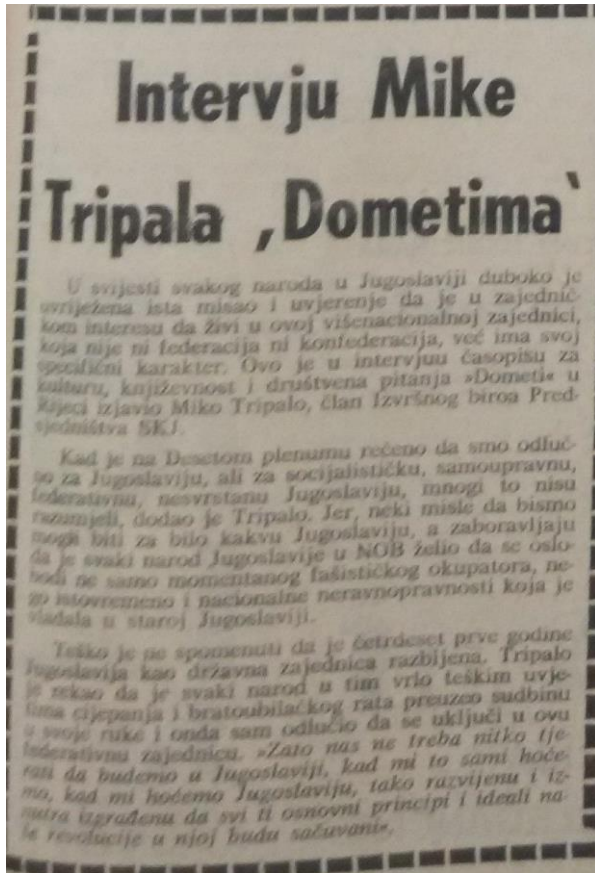 Intervju Mike
Tripala ‚Dometima‘
U svijesti svakog naroda u Jugoslaviji duboko je
uvriježena ista misao i uvjerenje da je u zajednič-
kom interesu da živi u ovoj višenacionalnoj zajednici,
koja nije ni federacija ni konfederacija, već ima svoj
specifični karakter. Ovo je u intervjuu časopisu za
kulturu, književnost i društvena pitanja »Dometi« u
Rijeci izjavio Miko Tripalo, član Izvršnog biroa Pred-
sjedništva SKJ.
Kad je na Desetom plenumu rečeno da smo odluč-
no za Jugoslaviju, ali za socijalističku, samoupravnu,
federativnu, nesvrstanu Jugoslaviju, mnogi to nisu
razumjeli, dodao je Tripalo. Jer, neki misle da bismo
mogli biti za bilo kakvu Jugoslaviju, a zaboravljaju
da je svaki narod Jugoslavije u NOB želio da se oslo-
bodi ne samo momentanog fašističkog okupatora, ne-
go istovremeno i nacionalne neravnopravnosti koja je
vladala u staroj Jugoslaviji.
Teško je ne spomenuti da je četrdeset prve godine
Jugoslavija kao državna zajednica razbijena. Tripalo
je rekao da je svaki narod u tim vrlo teškim uvje-
tima cijepanja i bratoubilačkog rata preuzeo sudbinu
u svoje ruke i onda sam odlučio da se uključi u ovu
federativnu zajednicu. »Zato nas ne treba nitko tje-
rati da budemo u Jugoslaviji, kad mi to sami hoće-
mo, kad mi hoćemo Jugoslaviju, tako razvijenu i iz-
nutra izgrađenu da svi ti osnovni principi i ideali na-
še revolucije u njoj budu sačuvani«.